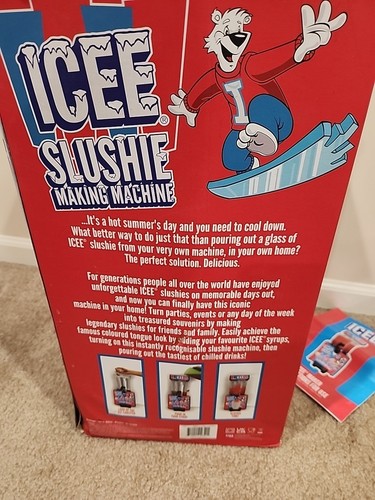 ICEE®
SLUSHIE
MAKING MACHINE
I
...It's a hot summer's day and you need to cool down.
What better way to do just that than pouring out a glass of
ICEE® slushie from your very own machine, in your own home?
The perfect solution. Delicious.
For generations people all over the world have enjoyed
unforgettable ICEE® slushies on memorable days out,
and now you can finally have this iconic
machine in your home! Turn parties, events or any day of the week
into treasured souvenirs by making
legendary slushies for friends and family. Easily achieve the
famous coloured tongue look by adding your favourite ICEE® syrups,
turning on this instantly recognisable slushie machine, then
pouring out the tastiest of chilled drinks!
ICEE